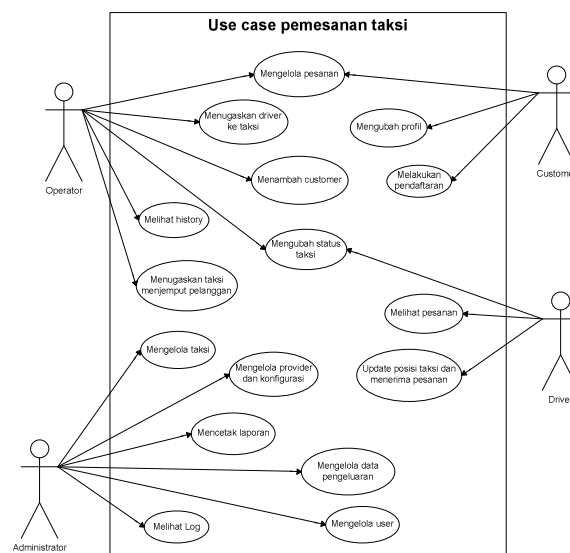 Use case pemesanan taksi
Mengelola pesanan
Menugaskan driver
ke taksi
Mengubah profil
Operator
Custome
Menambah customer
Melakukan
pendaftaran
Melihat history
Mengubah status
taksi
Menugaskan taksi
menjemput pelanggan
Melihat pesanan
Mengelola taksi
Mengelola provider
dan konfigurasi
Update posisi taksi dan
menerima pesanan
Drive
Mencetak laporan
Mengelola data
pengeluaran
Melihat Log
Mengelola user
Administrator